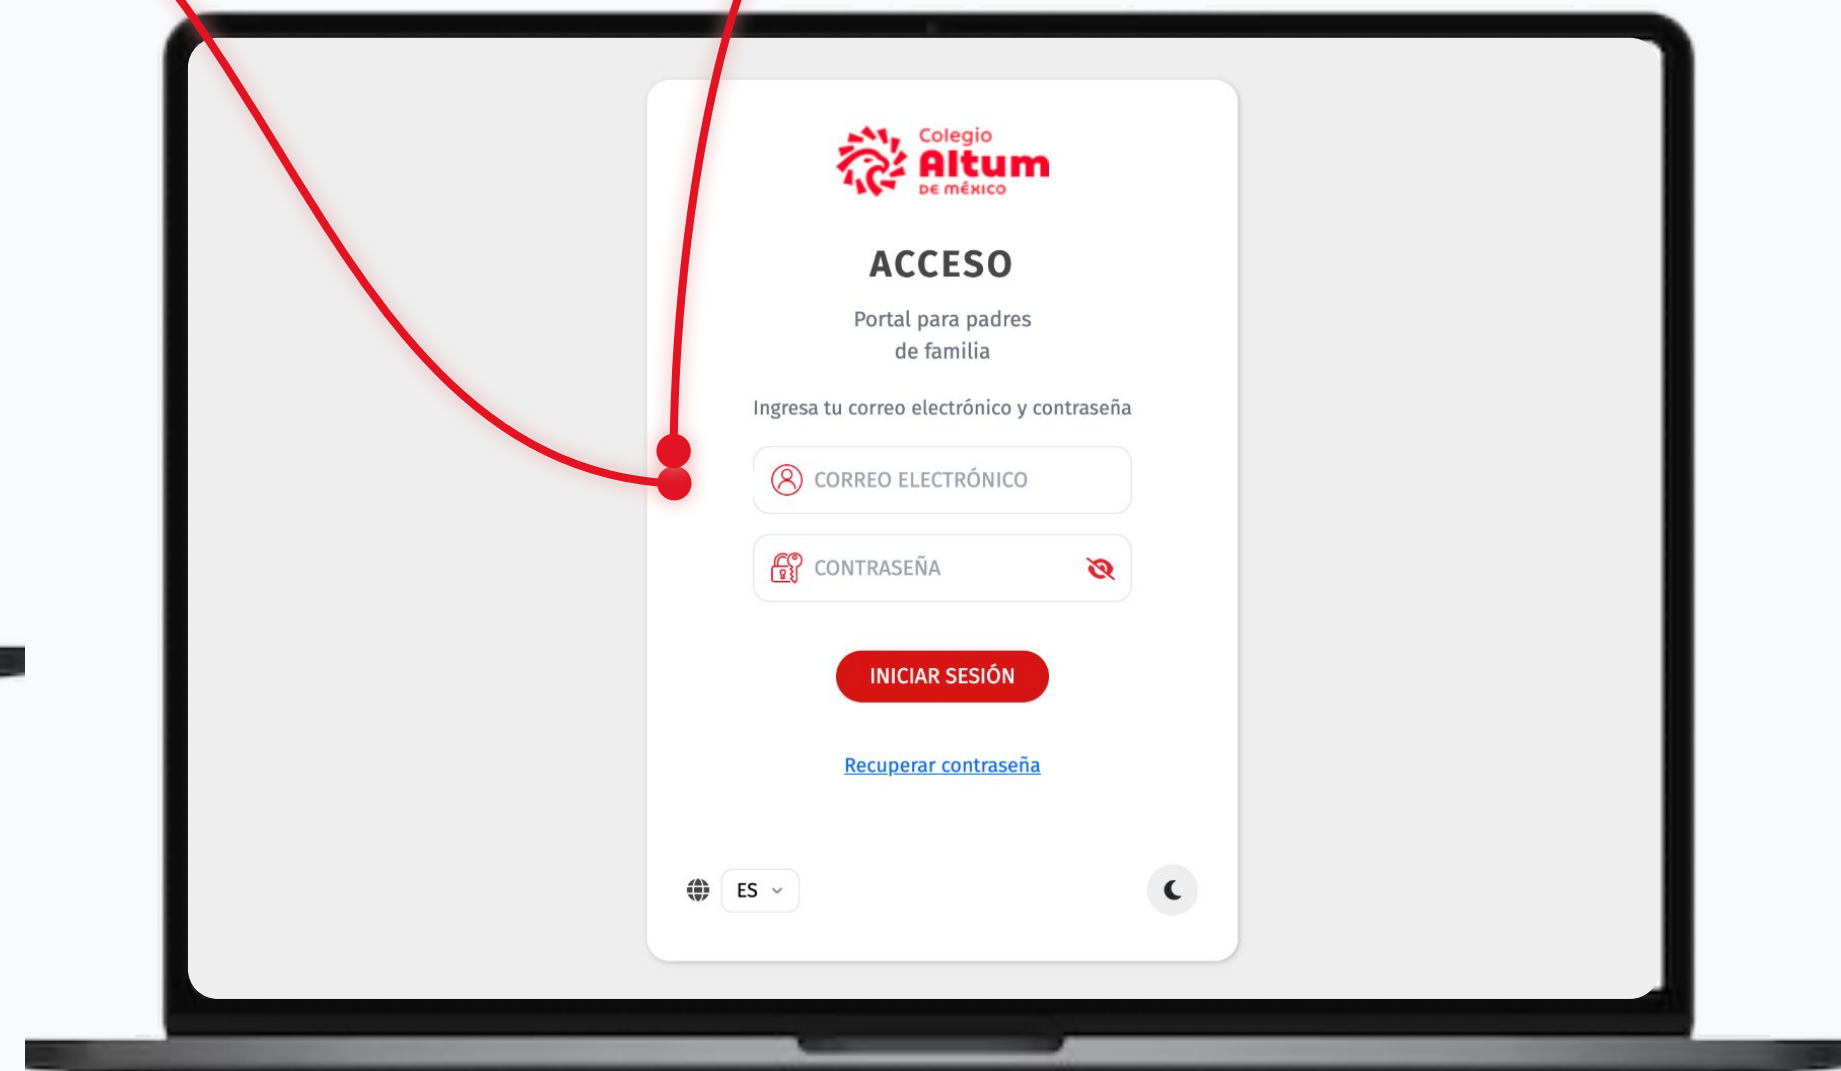 Colegio
Altum
DE MÉXICO
ACCESO
Portal para padres
de familia
Ingresa tu correo electrónico y contraseña
CORREO ELECTRÓNICO
CONTRASEÑA
INICIAR SESIÓN
Recuperar contraseña
ES